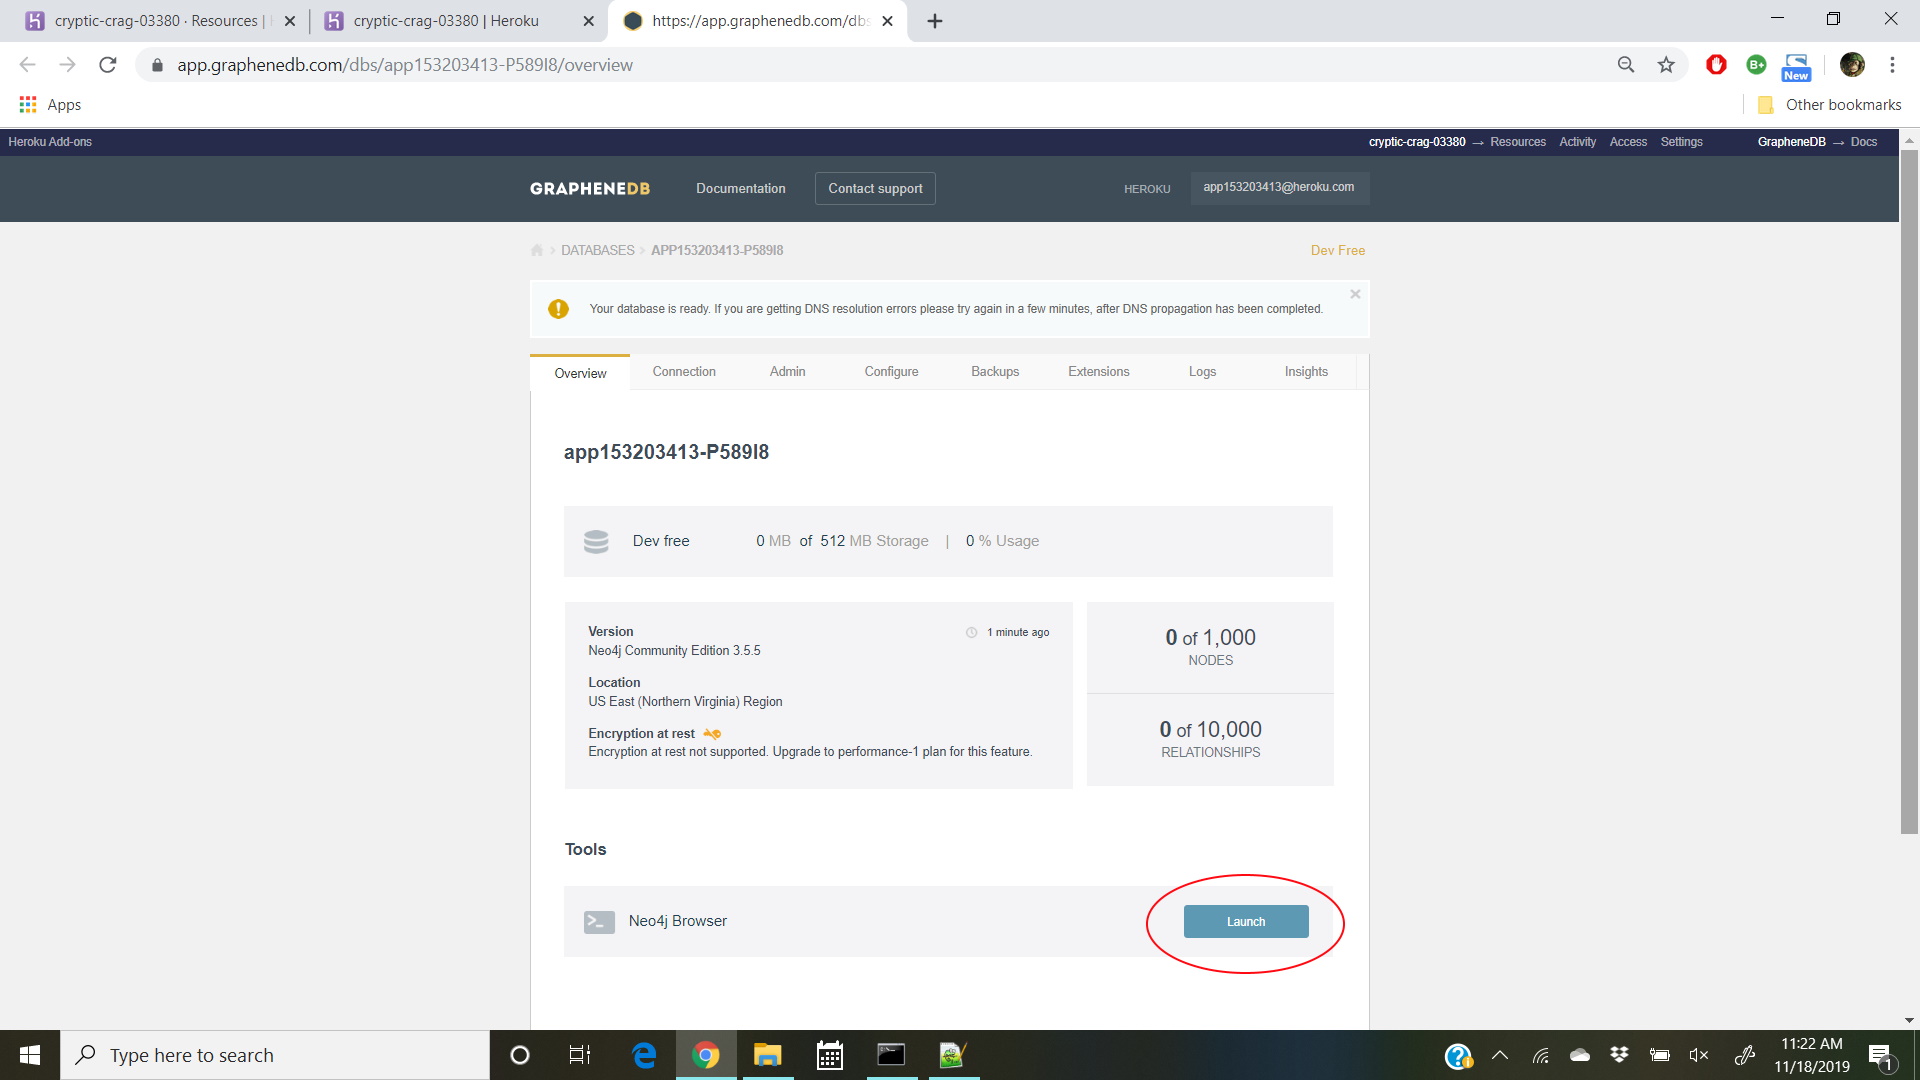 cryptic-crag-03380 · Resources |
cryptic-crag-03380 | Heroku
https://app.graphenedb.com/dbs
app.graphenedb.com/dbs/app153203413-P589I8/overview
B+
New
Apps
Other bookmarks
Heroku Add-ons
cryptic-crag-03380 → Resources Activity Access Settings GrapheneDB → Docs
GRAPHENEDB Documentation Contact support HEROKU app153203413@heroku.com
DATABASES › APP153203413-P589I8
Dev Free
Your database is ready. If you are getting DNS resolution errors please try again in a few minutes, after DNS propagation has been completed.
Overview Connection Admin Configure Backups Extensions Logs Insights
app153203413-P589I8
Dev free 0 MB of 512 MB Storage | 0 % Usage
Version
1 minute ago
Neo4j Community Edition 3.5.5
Location
US East (Northern Virginia) Region
Encryption at rest
Encryption at rest not supported. Upgrade to performance-1 plan for this feature.
0 of 1,000
NODES
0 of 10,000
RELATIONSHIPS
Tools
Neo4j Browser
Launch
Type here to search
11:22 AM
11/18/2019
1